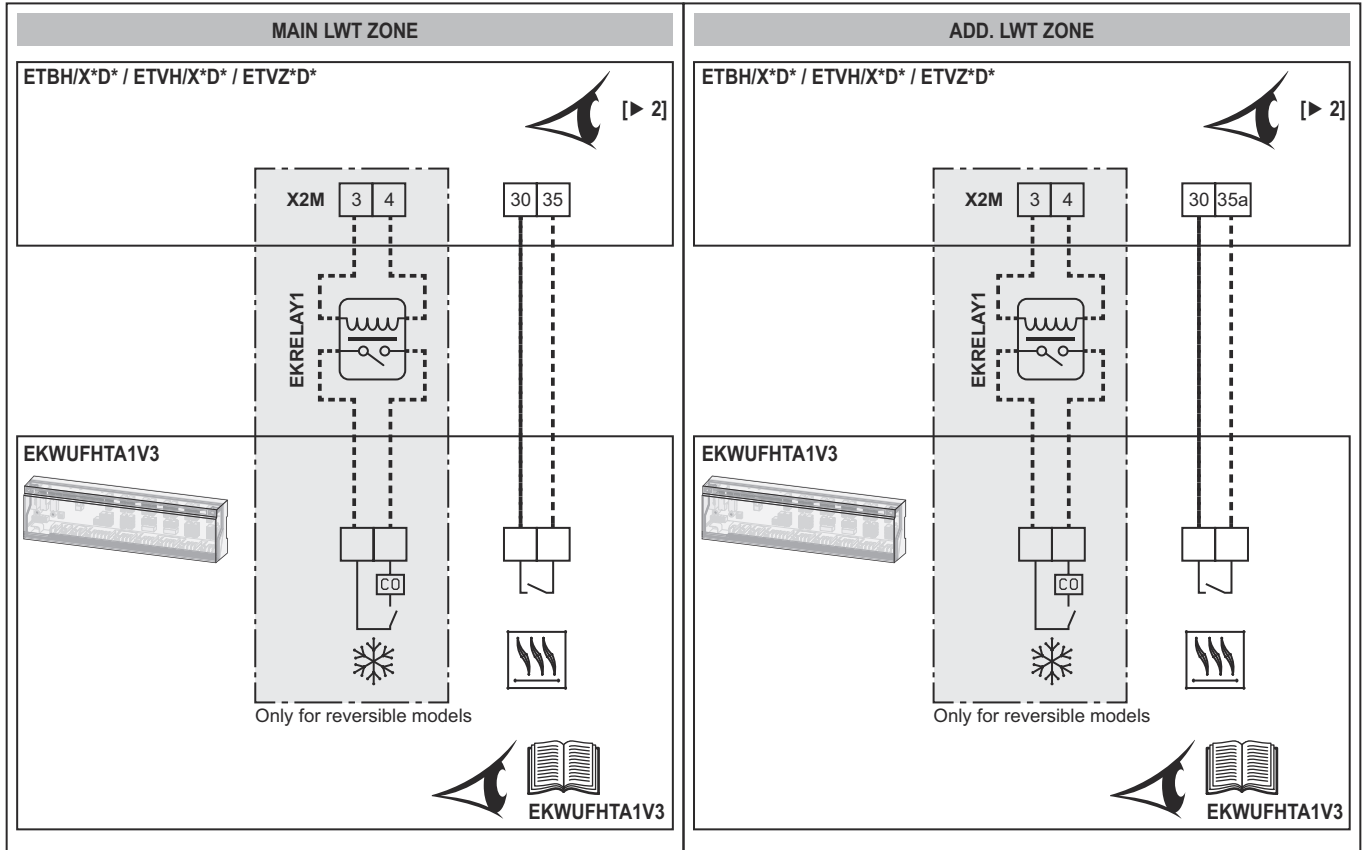 MAIN LWT ZONE
ETBH/X*D* / ETVH/X*D* / ETVZ*D*
[▶ 2]
X2M 3 4 30 35
EKRELAY1
EKWUFHTA1V3
CO
Only for reversible models
EKWUFHTA1V3
ADD. LWT ZONE
ETBH/X*D* / ETVH/X*D* / ETVZ*D*
[▶ 2]
X2M 3 4 30 35a
EKRELAY1
EKWUFHTA1V3
CO
Only for reversible models
EKWUFHTA1V3